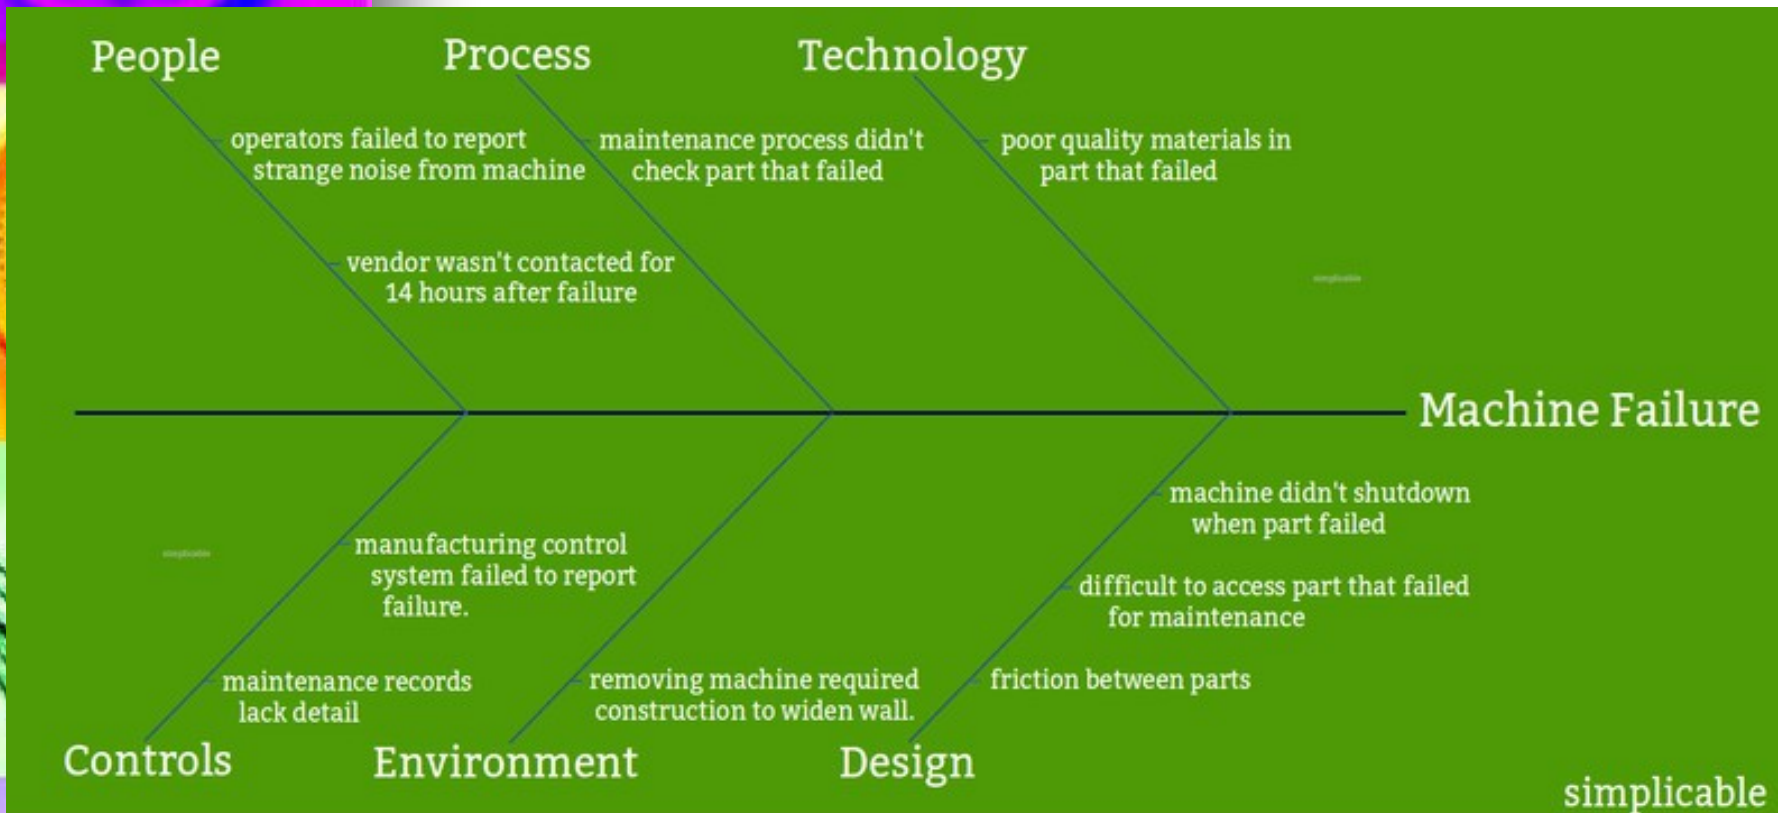 People
Process
Technology
operators failed to report
strange noise from machine
maintenance process didn't
check part that failed
poor quality materials in
part that failed
vendor wasn't contacted for
14 hours after failure
simplicable
Machine Failure
machine didn't shutdown
when part failed
simplicable
manufacturing control
system failed to report
failure.
difficult to access part that failed
for maintenance
maintenance records
lack detail
removing machine required
construction to widen wall.
friction between parts
Controls
Environment
Design
simplicable